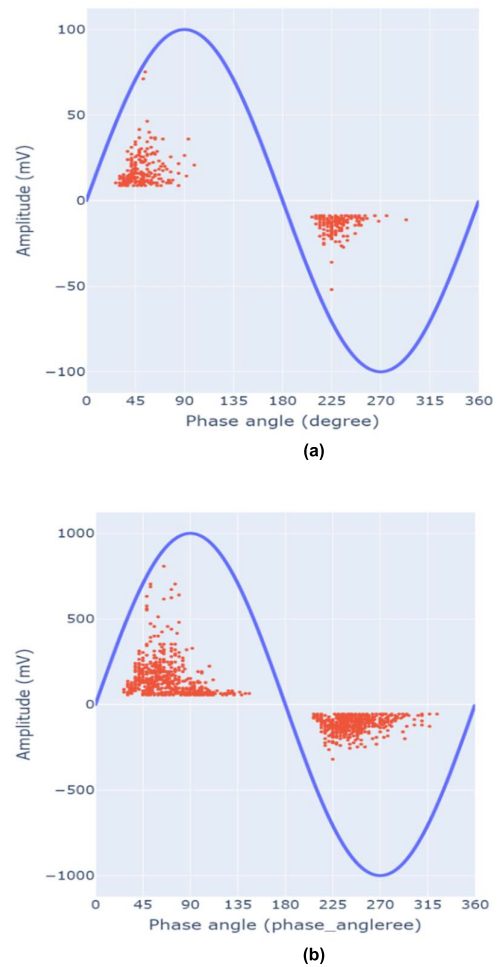 100
50
0
−50
−100
Amplitude (mV)
0 45 90 135 180 225 270 315 360
Phase angle (degree)
(a)
1000
500
0
−500
−1000
Amplitude (mV)
0 45 90 135 180 225 270 315 360
Phase angle (phase_angleree)
(b)